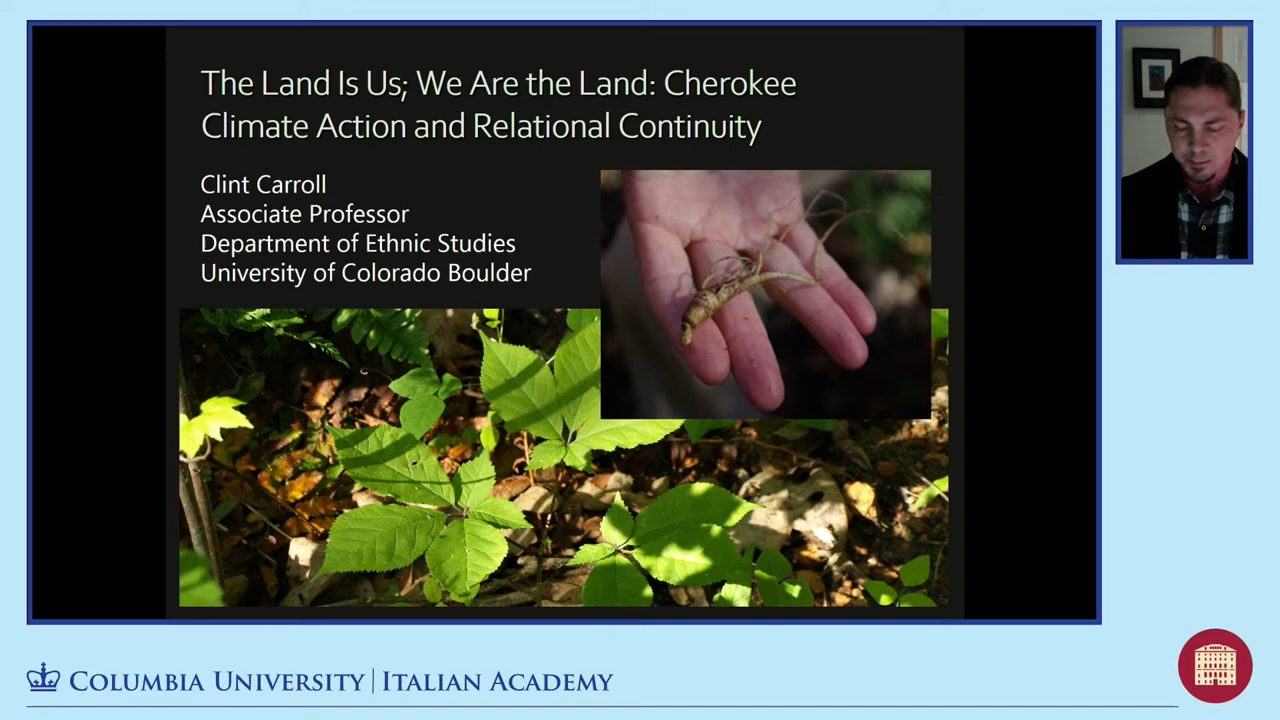 The Land Is Us; We Are the Land: Cherokee
Climate Action and Relational Continuity
Clint Carroll
Associate Professor
Department of Ethnic Studies
University of Colorado Boulder
COLUMBIA UNIVERSITY | ITALIAN ACADEMY